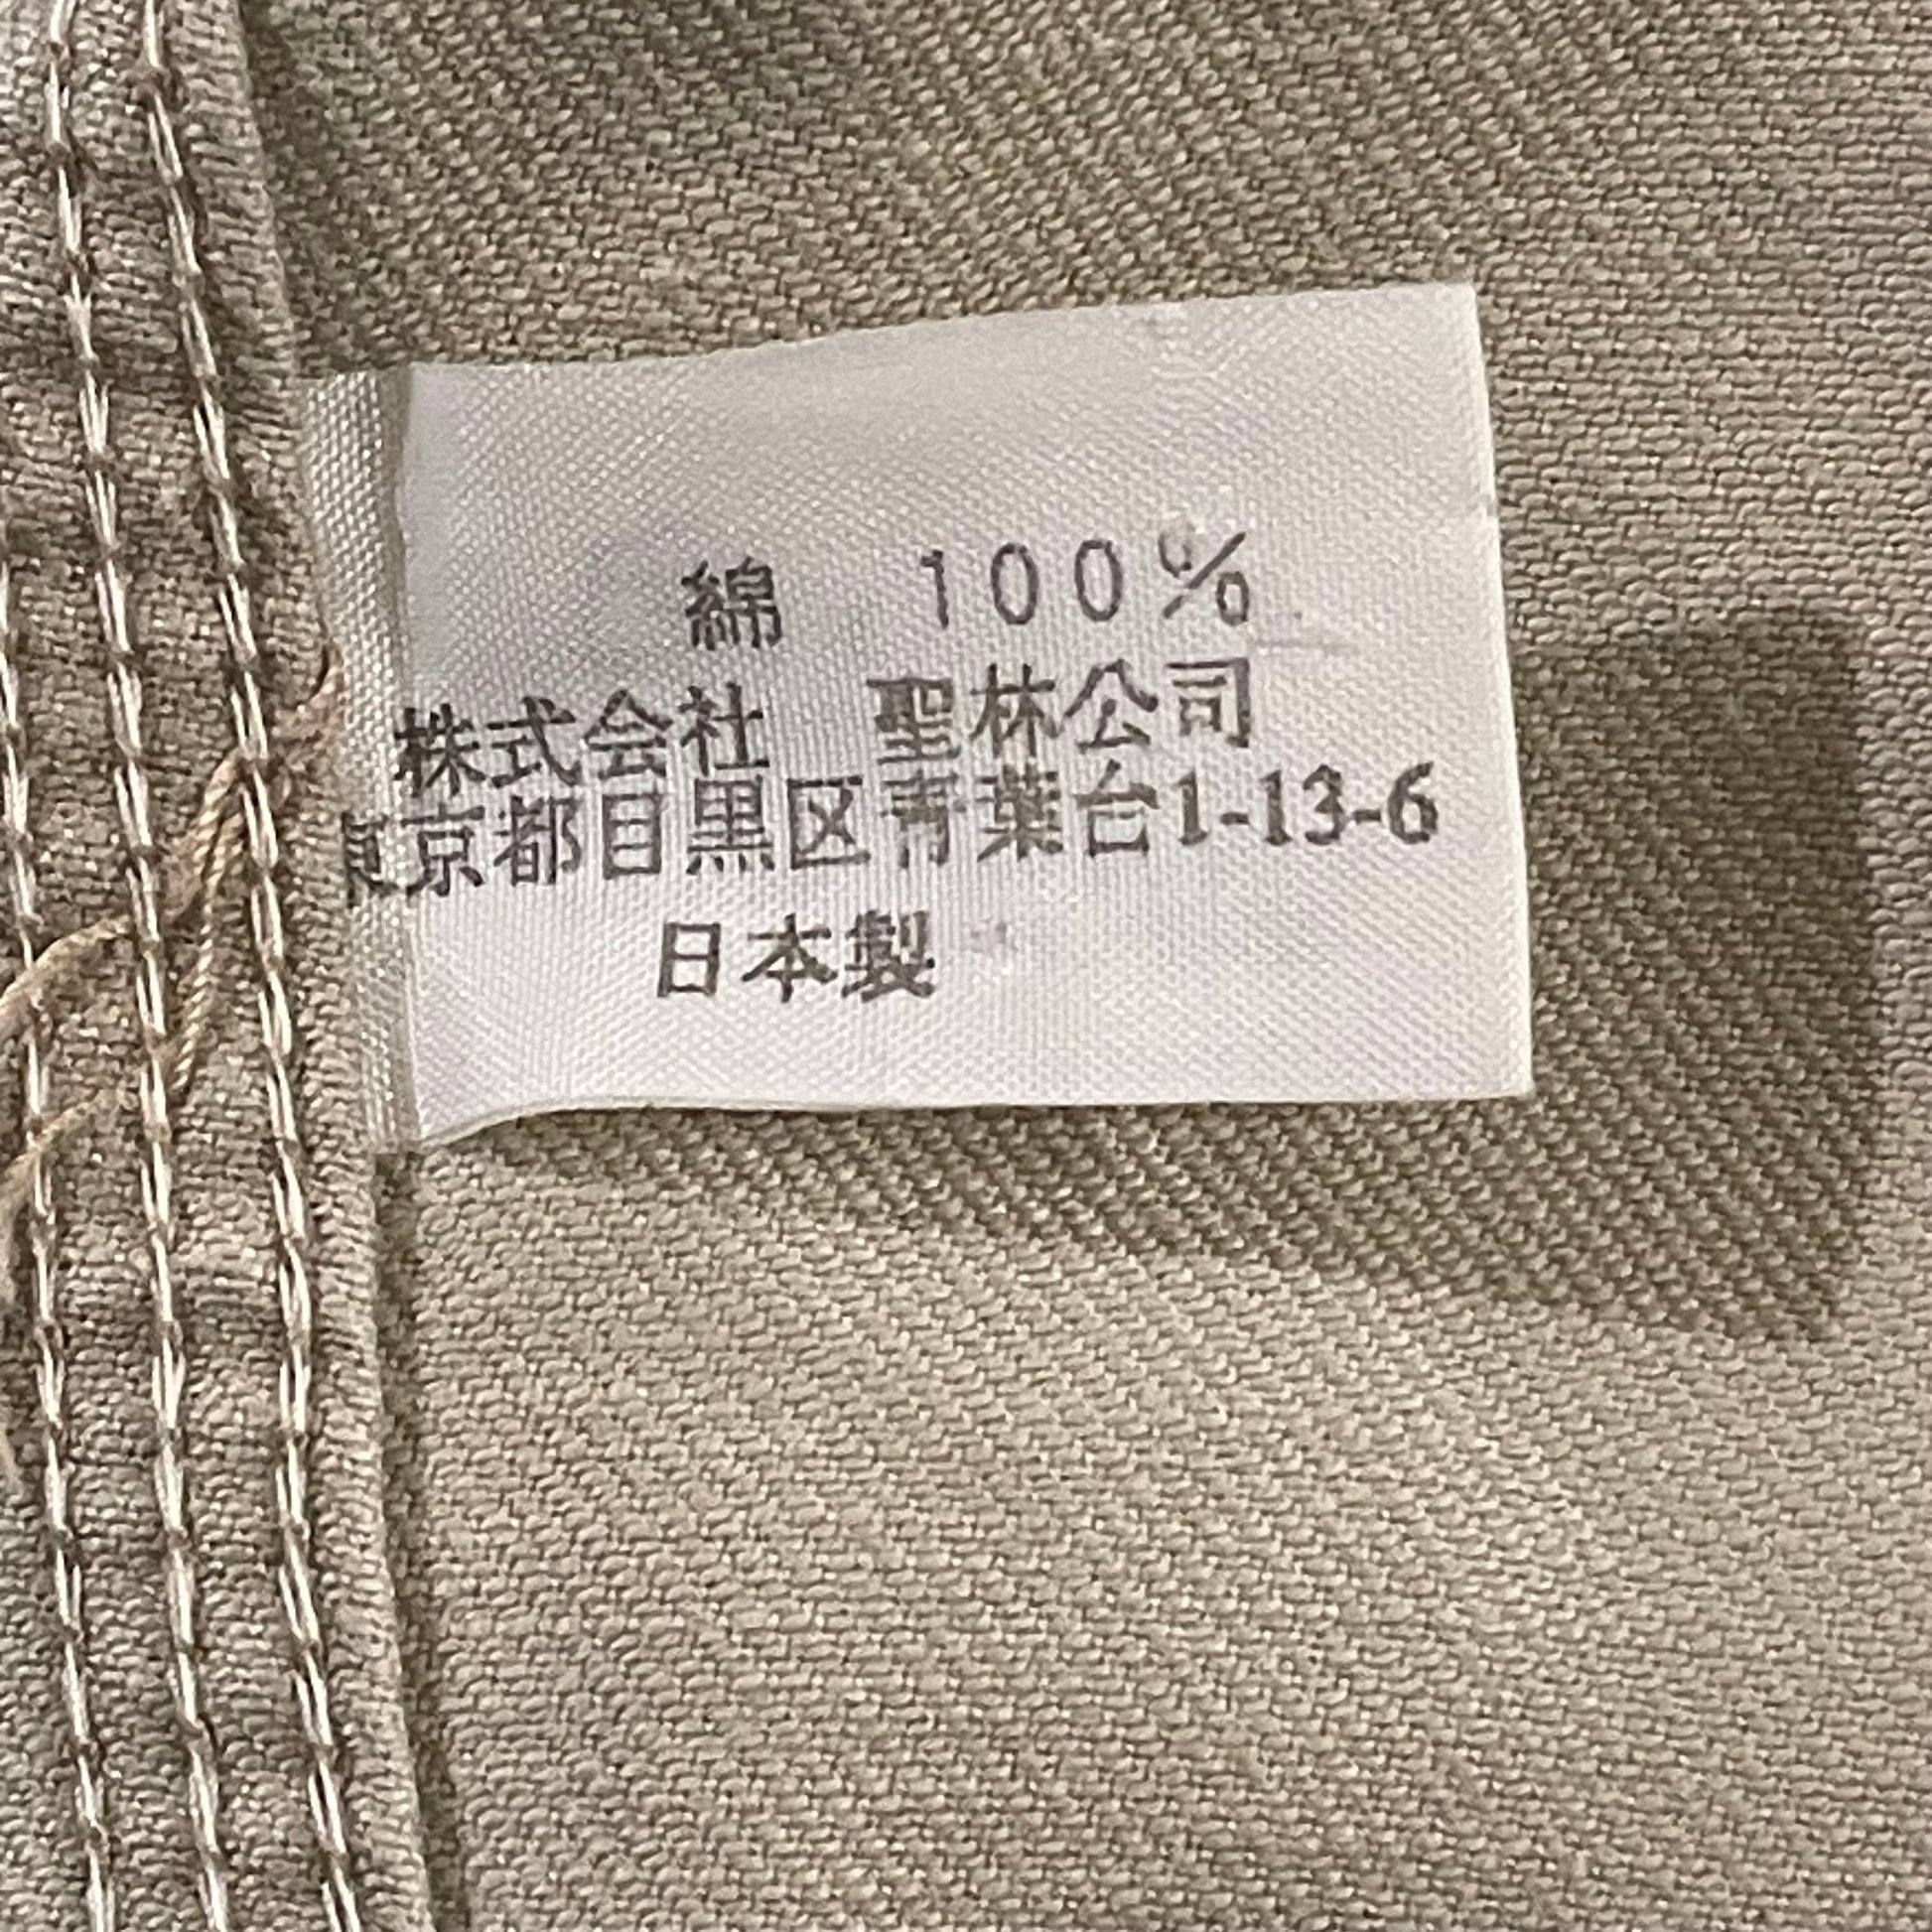 綿　100%
株式会社　聖林公司
東京都目黒区青葉台1-13-6
日本製